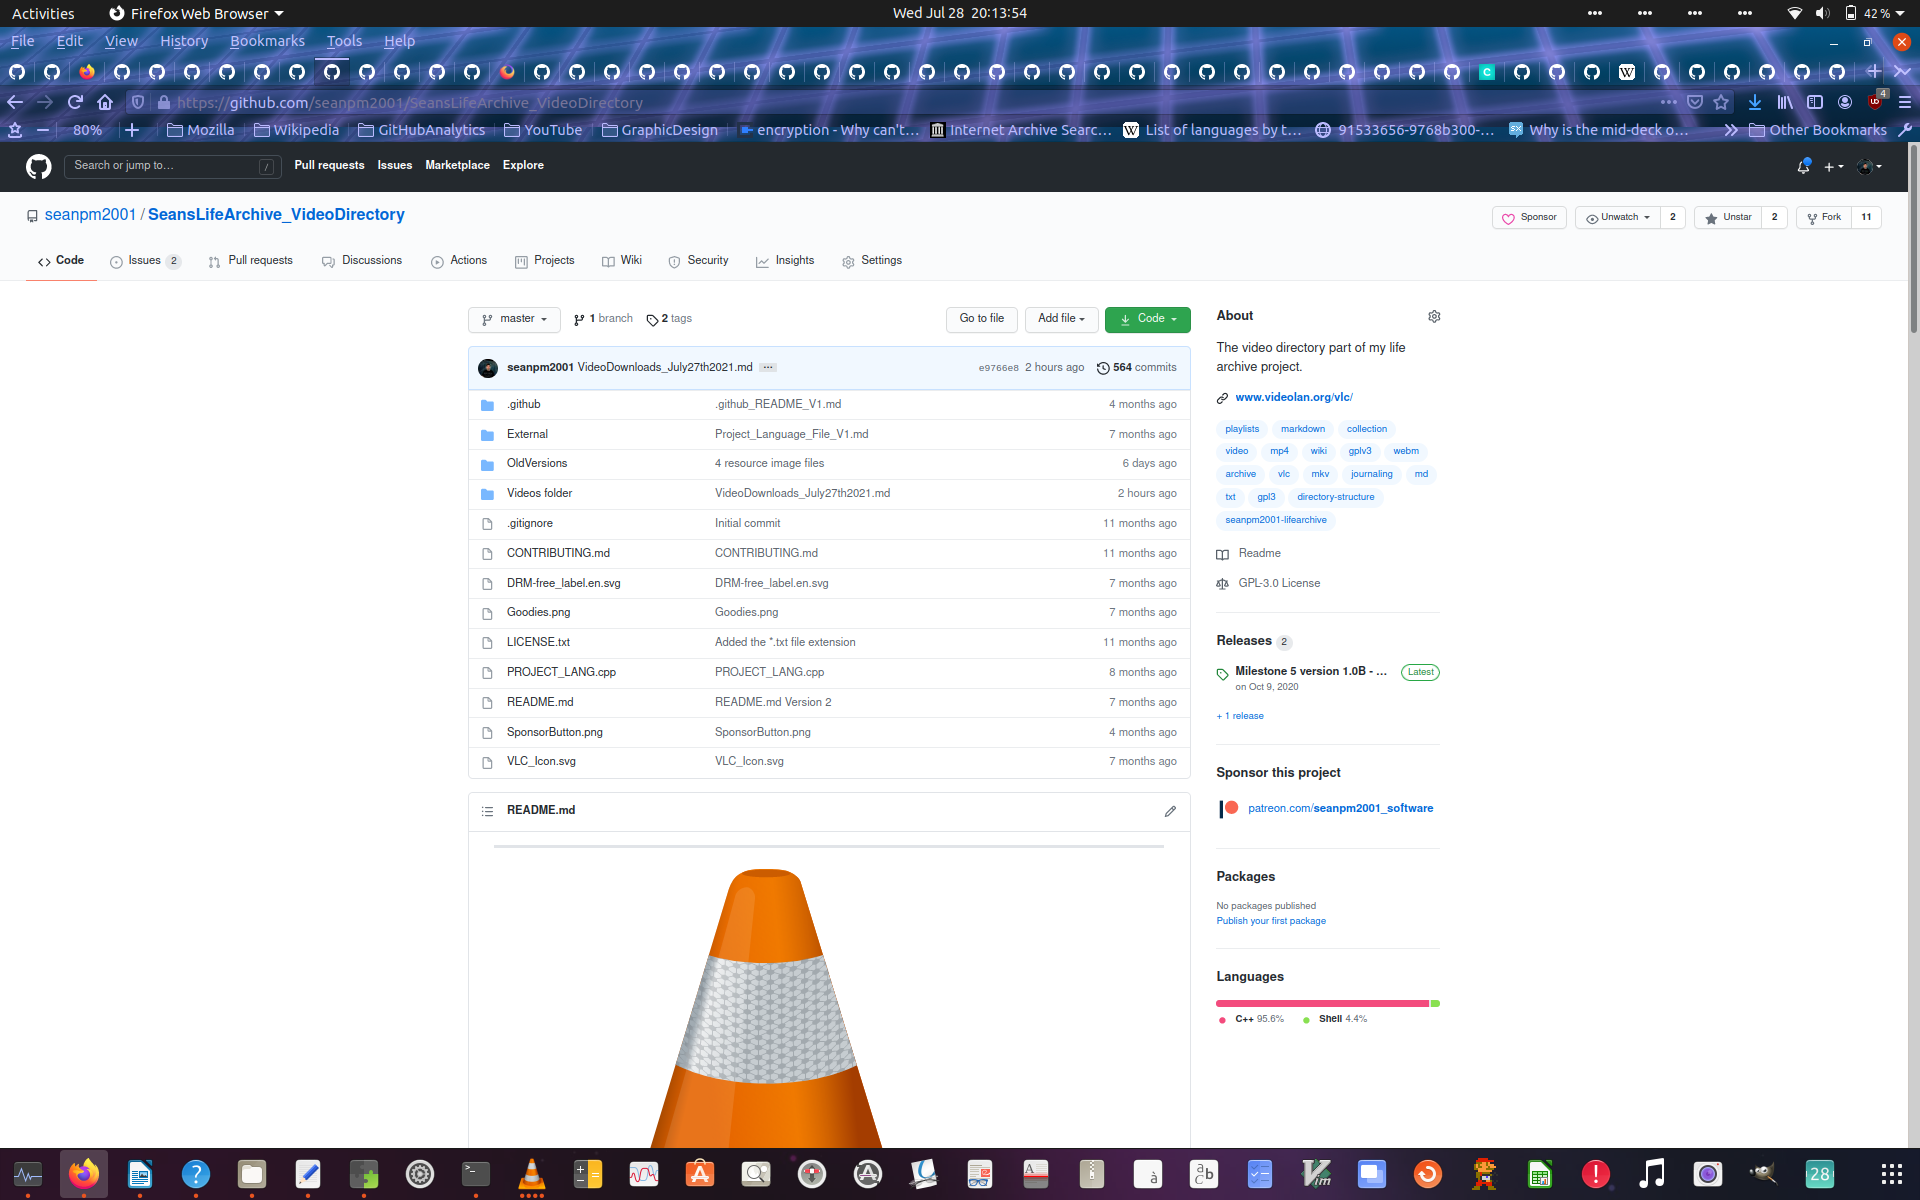 Activities Firefox Web Browser Wed Jul 28 20:13:54 42 %
File Edit View History Bookmarks Tools Help
https://github.com/seanpm2001/SeansLifeArchive_VideoDirectory 4
80% Mozilla Wikipedia GitHubAnalytics YouTube GraphicDesign encryption - Why can't... Internet Archive Searc... List of languages by t... 91533656-9768b300-... Why is the mid-deck o... Other Bookmarks
Search or jump to... / Pull requests Issues Marketplace Explore
seanpm2001 / SeansLifeArchive_VideoDirectory Sponsor Unwatch 2 Unstar 2 Fork 11
Code Issues 2 Pull requests Discussions Actions Projects Wiki Security Insights Settings
master 1 branch 2 tags Go to file Add file Code
seanpm2001 VideoDownloads_July27th2021.md ... e9766e8 2 hours ago 564 commits
.github .github_README_V1.md 4 months ago
External Project_Language_File_V1.md 7 months ago
OldVersions 4 resource image files 6 days ago
Videos folder VideoDownloads_July27th2021.md 2 hours ago
.gitignore Initial commit 11 months ago
CONTRIBUTING.md CONTRIBUTING.md 11 months ago
DRM-free_label.en.svg DRM-free_label.en.svg 7 months ago
Goodies.png Goodies.png 7 months ago
LICENSE.txt Added the *.txt file extension 11 months ago
PROJECT_LANG.cpp PROJECT_LANG.cpp 8 months ago
README.md README.md Version 2 7 months ago
SponsorButton.png SponsorButton.png 4 months ago
VLC_Icon.svg VLC_Icon.svg 7 months ago
README.md
About
The video directory part of my life
archive project.
www.videolan.org/vlc/
playlists markdown collection
video mp4 wiki gplv3 webm
archive vlc mkv journaling md
txt gpl3 directory-structure
seanpm2001-lifearchive
Readme
GPL-3.0 License
Releases 2
Milestone 5 version 1.0B - ... Latest
on Oct 9, 2020
+ 1 release
Sponsor this project
patreon.com/seanpm2001_software
Packages
No packages published
Publish your first package
Languages
C++ 95.6% Shell 4.4%
28